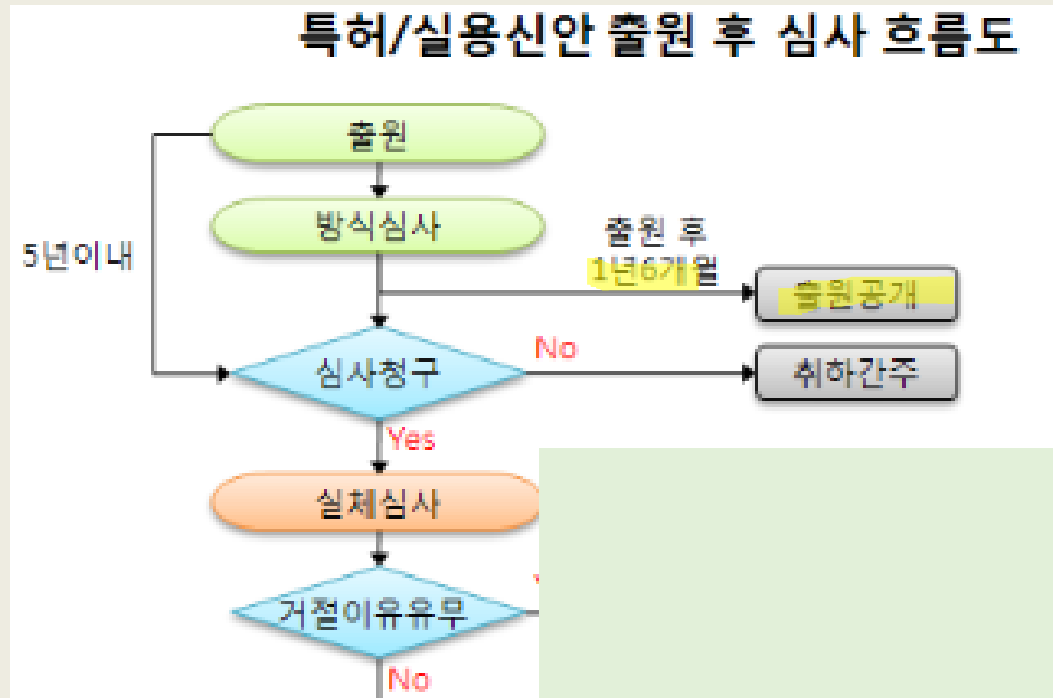 특허/실용신안 출원 후 심사 흐름도
출원
방식심사
5년이내
출원 후
1년6개월
출원공개
심사청구
No
취하간주
Yes
실체심사
거절이유유무
No